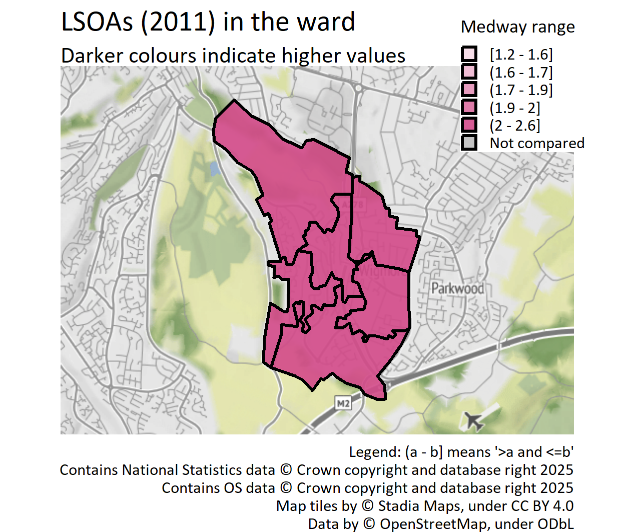 LSOAs (2011) in the ward
Darker colours indicate higher values
Medway range
[1.2 - 1.6]
(1.6 - 1.7]
(1.7 - 1.9]
(1.9 - 2]
(2 - 2.6]
Not compared
Parkwood
M2
Legend: (a - b] means '>a and <=b'
Contains National Statistics data © Crown copyright and database right 2025
Contains OS data © Crown copyright and database right 2025
Map tiles by © Stadia Maps, under CC BY 4.0
Data by © OpenStreetMap, under ODbL